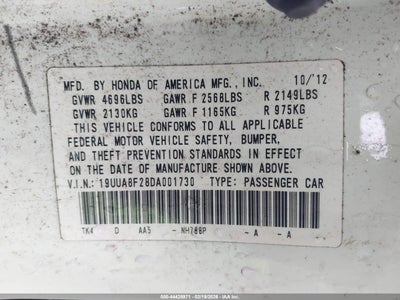 MFD. BY HONDA OF AMERICA MFG., INC. 10/12
GVWR 4696LBS GAWR F 2568LBS R 2149LBS
GVWR 2130KG GAWR F 1165KG R 975KG
THIS VEHICLE CONFORMS TO ALL APPLICABLE
FEDERAL MOTOR VEHICLE SAFETY, BUMPER,
AND THEFT PREVENTION STANDARDS IN EFFECT
ON THE DATE OF MANUFACTURE SHOWN ABOVE.
V.I.N.: 19UUA8F28DA001730 TYPE: PASSENGER CAR
TK4 D AA5 NH788P - A - A